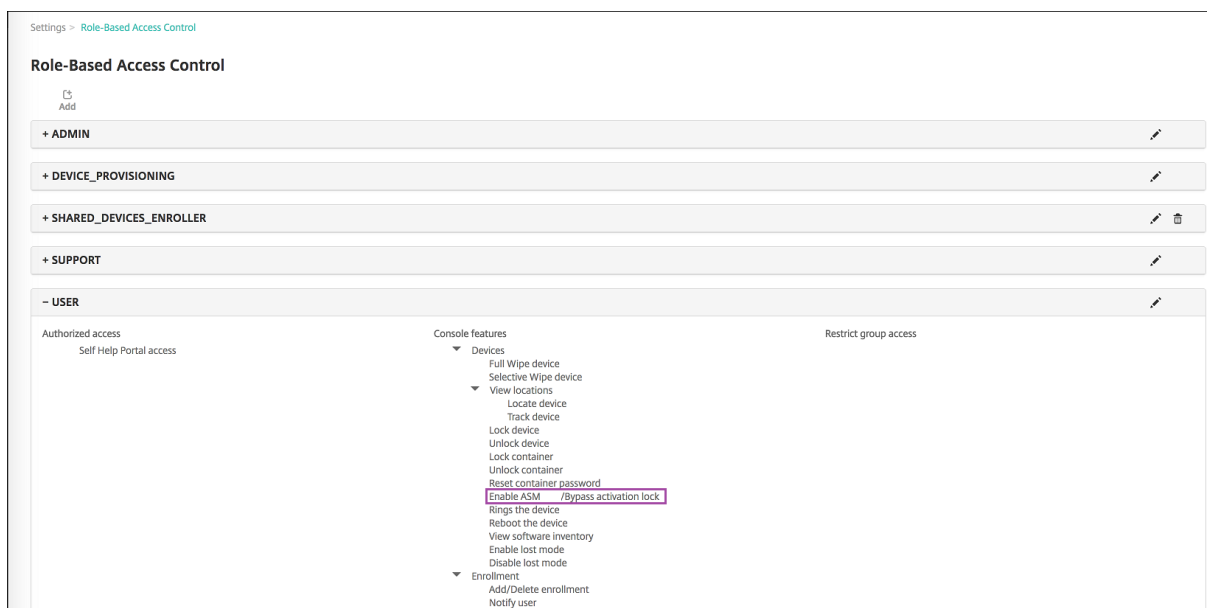 Settings > Role-Based Access Control
Role-Based Access Control
Add
+ ADMIN
+ DEVICE_PROVISIONING
+ SHARED_DEVICES_ENROLLER
+ SUPPORT
− USER
Authorized access
Self Help Portal access
Console features
Devices
Full Wipe device
Selective Wipe device
View locations
Locate device
Track device
Lock device
Unlock device
Lock container
Unlock container
Reset container password
Enable ASM /Bypass activation lock
Rings the device
Reboot the device
View software inventory
Enable lost mode
Disable lost mode
Enrollment
Add/Delete enrollment
Notify user
Restrict group access